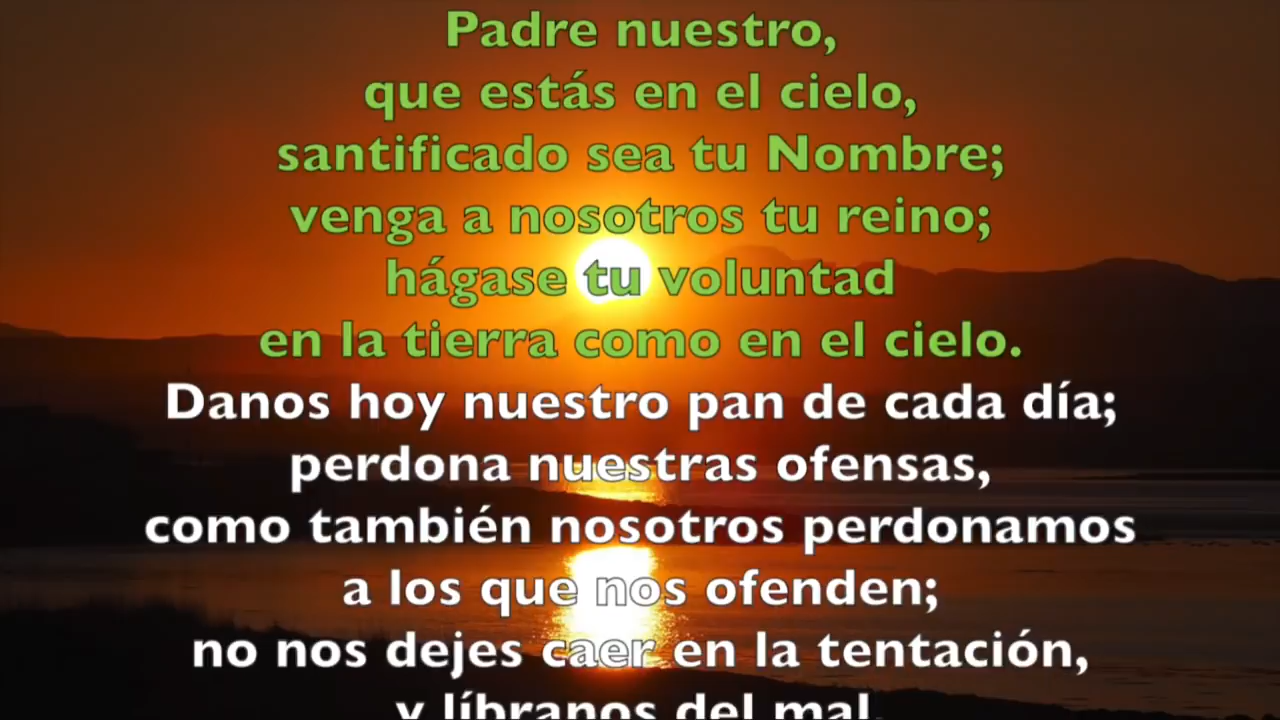 Padre nuestro,
que estás en el cielo,
santificado sea tu Nombre;
venga a nosotros tu reino;
hágase tu voluntad
en la tierra como en el cielo.
Danos hoy nuestro pan de cada día;
perdona nuestras ofensas,
como también nosotros perdonamos
a los que nos ofenden;
no nos dejes caer en la tentación,
y líbranos del mal.